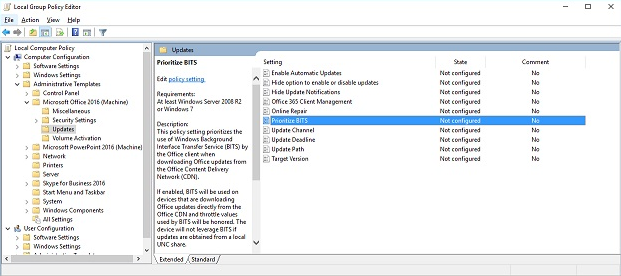 Local Group Policy Editor
File Action View Help
Local Computer Policy
Computer Configuration
Software Settings
Windows Settings
Administrative Templates
Control Panel
Microsoft Office 2016 (Machine)
Miscellaneous
Security Settings
Updates
Volume Activation
Microsoft PowerPoint 2016 (Machine)
Network
Printers
Server
Skype for Business 2016
Start Menu and Taskbar
System
Windows Components
All Settings
User Configuration
Software Settings
Windows Settings
Administrative Templates
Updates
Prioritize BITS
Edit policy setting.
Requirements:
At least Windows Server 2008 R2
or Windows 7
Description:
This policy setting prioritizes the
use of Windows Background
Interface Transfer Service (BITS) by
the Office client when
downloading Office updates from
the Office Content Delivery
Network (CDN).
If enabled, BITS will be used on
devices that are downloading
Office updates directly from the
Office CDN and throttle values
used by BITS will be honored. The
device will not leverage BITS if
updates are obtained from a local
UNC share.
Setting State Comment
Enable Automatic Updates Not configured No
Hide option to enable or disable updates Not configured No
Hide Update Notifications Not configured No
Office 365 Client Management Not configured No
Online Repair Not configured No
Prioritize BITS Not configured No
Update Channel Not configured No
Update Deadline Not configured No
Update Path Not configured No
Target Version Not configured No
Extended Standard